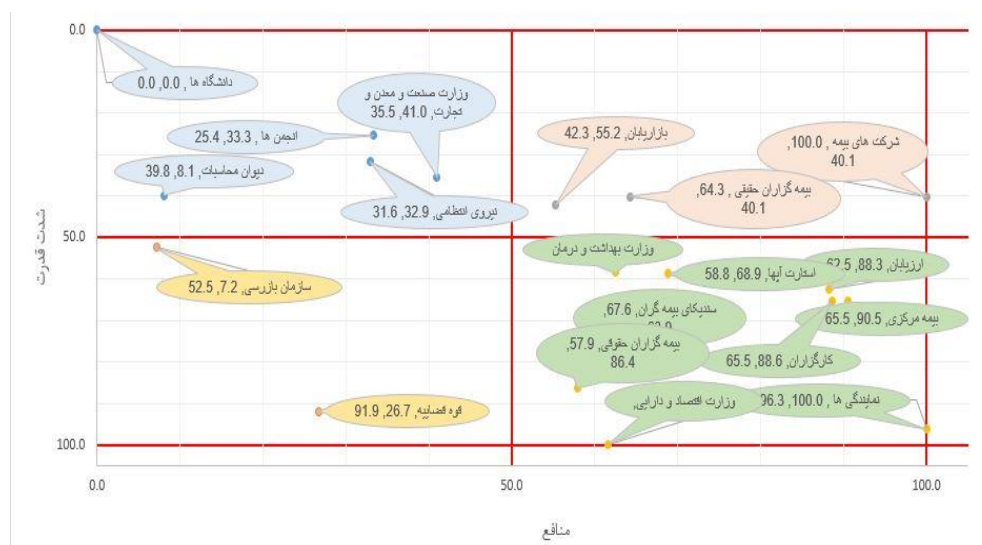 0.0
دانشگاه ها , 0.0, 0.0
وزارت صنعت و معدن و
تجارت, 41.0, 35.5
انجمن ها , 33.3, 25.4
دیوان محاسبات, 8.1, 39.8
نیروی انتظامی, 32.9, 31.6
بازاریابان, 55.2, 42.3
شرکت های بیمه , 100.0,
40.1
بیمه گزاران حقیقی , 64.3,
40.1
شدت قدرت
50.0
سازمان بازرسی, 7.2, 52.5
وزارت بهداشت و درمان
ارزیابان, 88.3, 62.5
استارت آپها, 68.9, 58.8
سندیکای بیمه گران, 67.6,
بیمه مرکزی, 90.5, 65.5
بیمه گزاران حقوقی, 57.9,
86.4
کارگزاران, 88.6, 65.5
قوه قضاییه, 26.7, 91.9
وزارت اقتصاد و دارایی,
نمایندگی ها , 100.0, 96.3
100.0
0.0
50.0
100.0
منافع